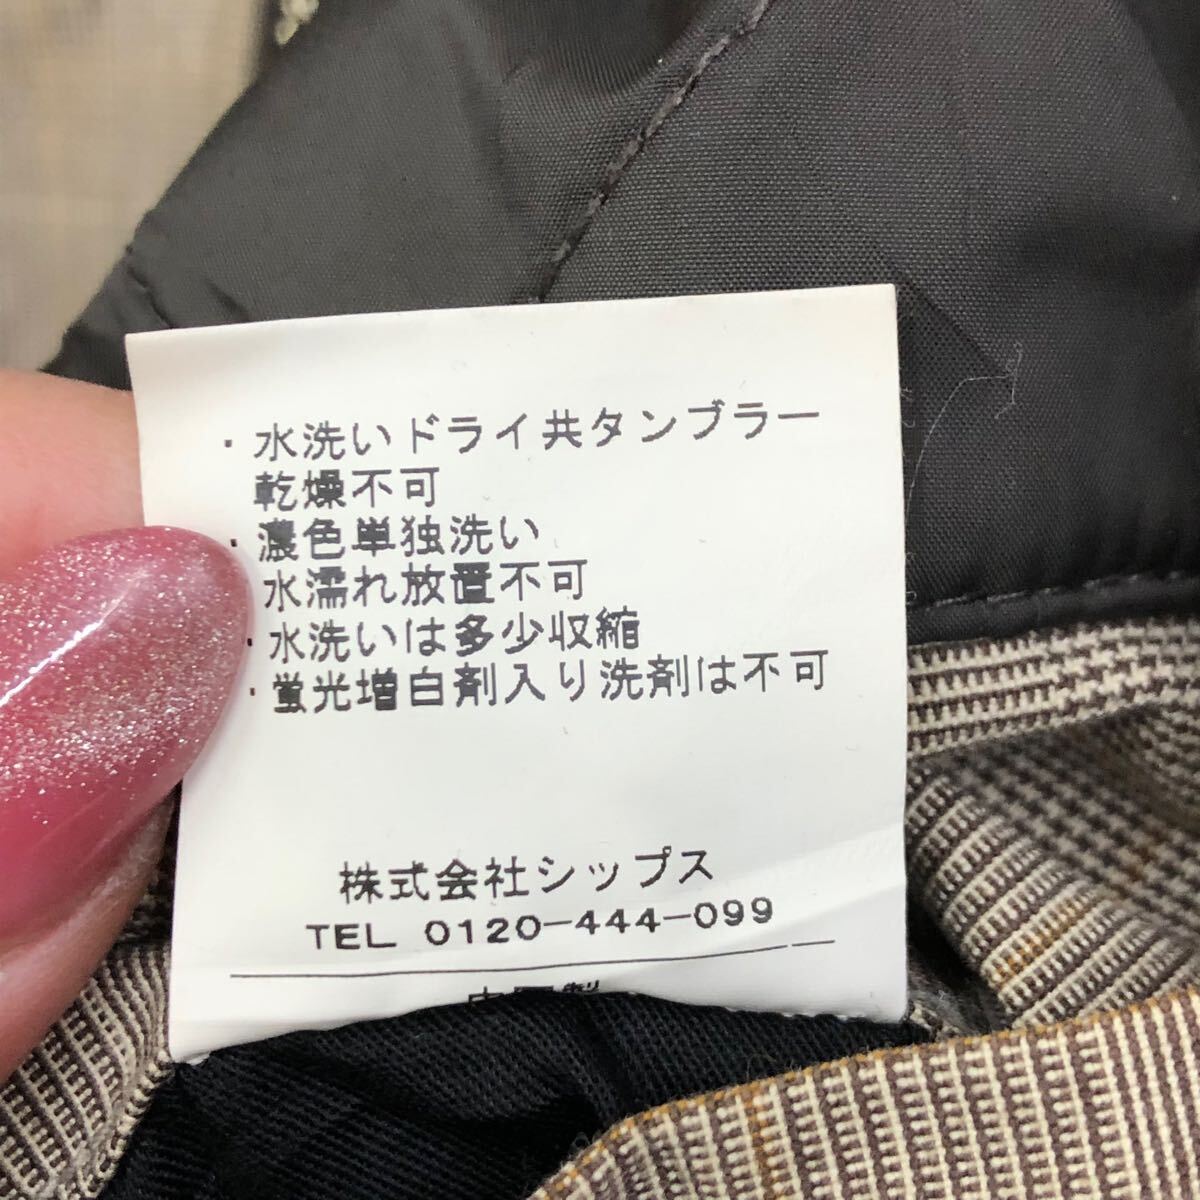 ・水洗いドライ共タンブラー
乾燥不可
・濃色単独洗い
水濡れ放置不可
・水洗いは多少収縮
・蛍光増白剤入り洗剤は不可
株式会社シップス
TEL 0120-444-099